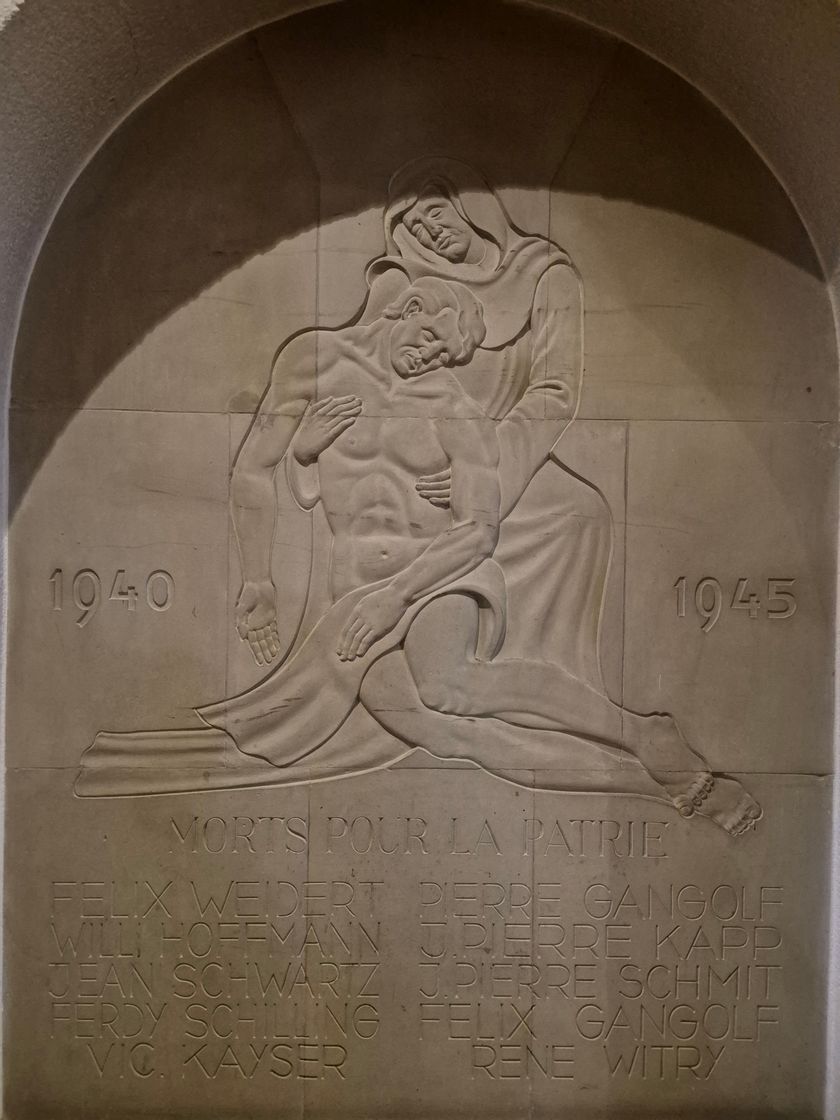 1940 1945
MORTS POUR LA PATRIE
FELIX WEIDERT PIERRE GANGOLF
WILLI HOFFMANN J.PIERRE KAPP
JEAN SCHWARTZ J.PIERRE SCHMIT
FERDY SCHILLING FELIX GANGOLF
VIC. KAYSER RENE WITRY